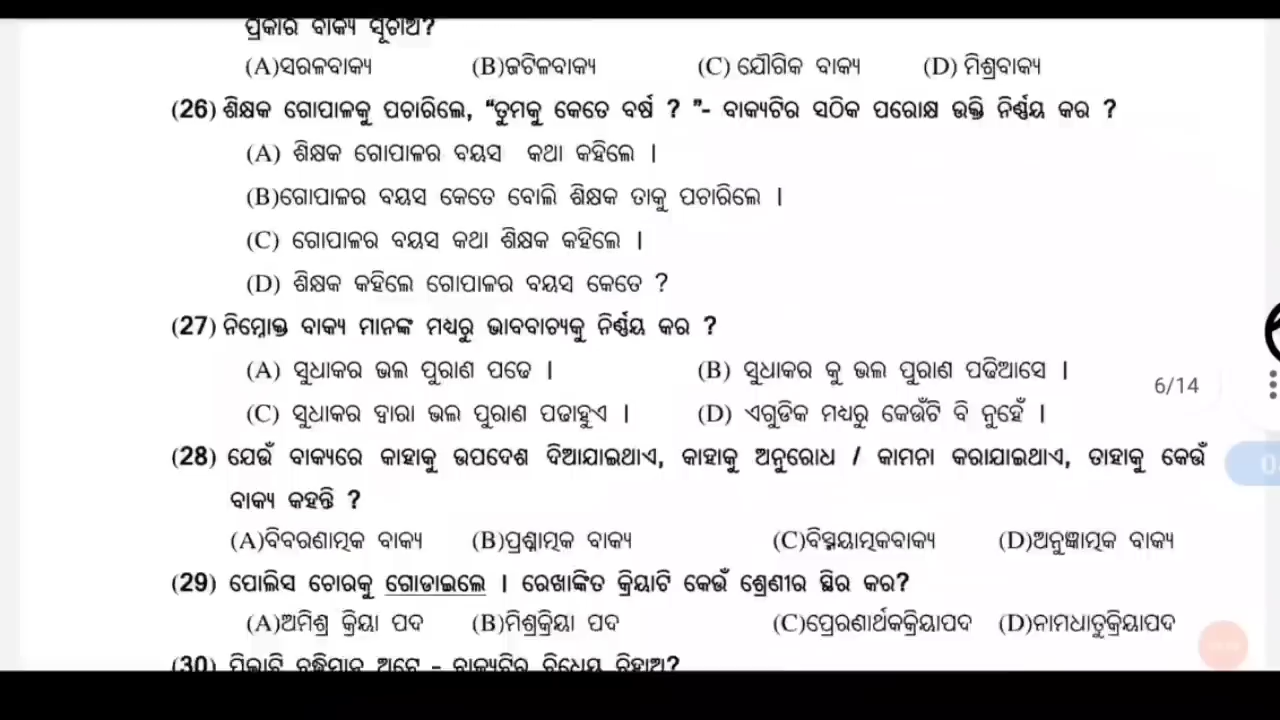 ପ୍ରକାର ବାକ୍ୟ ସୂଚାଅ?
(A)ସରଳବାକ୍ୟ (B)ଜଟିଳବାକ୍ୟ (C) ଯୌଗିକ ବାକ୍ୟ (D) ମିଶ୍ରବାକ୍ୟ
(26) ଶିକ୍ଷକ ଗୋପାଳକୁ ପଚାରିଲେ, “ତୁମକୁ କେତେ ବର୍ଷ ? ”- ବାକ୍ୟଟିର ସଠିକ ପରୋକ୍ଷ ଉକ୍ତି ନିର୍ଣ୍ଣୟ କର ?
(A) ଶିକ୍ଷକ ଗୋପାଳର ବୟସ କଥା କହିଲେ ।
(B)ଗୋପାଳର ବୟସ କେତେ ବୋଲି ଶିକ୍ଷକ ତାକୁ ପଚାରିଲେ ।
(C) ଗୋପାଳର ବୟସ କଥା ଶିକ୍ଷକ କହିଲେ ।
(D) ଶିକ୍ଷକ କହିଲେ ଗୋପାଳର ବୟସ କେତେ ?
(27) ନିମ୍ନୋକ୍ତ ବାକ୍ୟ ମାନଙ୍କ ମଧ୍ଯରୁ ଭାବବାଚ୍ୟକୁ ନିର୍ଣ୍ଣୟ କର ?
(A) ସୁଧାକର ଭଲ ପୁରାଣ ପଢେ । (B) ସୁଧାକର କୁ ଭଲ ପୁରାଣ ପଢିଆସେ ।
6/14
(C) ସୁଧାକର ଦ୍ୱାରା ଭଲ ପୁରାଣ ପଢାହୁଏ । (D) ଏଗୁଡିକ ମଧ୍ଯରୁ କେଉଁଟି ବି ନୁହେଁ ।
(28) ଯେଉଁ ବାକ୍ୟରେ କାହାକୁ ଉପଦେଶ ଦିଆଯାଇଥାଏ, କାହାକୁ ଅନୁରୋଧ / କାମନା କରାଯାଇଥାଏ, ତାହାକୁ କେଉଁ
ବାକ୍ୟ କହନ୍ତି ?
(A)ବିବରଣାତ୍ମକ ବାକ୍ୟ (B)ପ୍ରଶ୍ନାତ୍ମକ ବାକ୍ୟ (C)ବିସ୍ମୟାତ୍ମକବାକ୍ୟ (D)ଅନୁଜ୍ଞାତ୍ମକ ବାକ୍ୟ
(29) ପୋଲିସ ଚୋରକୁ ଗୋଡାଇଲେ । ରେଖାଙ୍କିତ କ୍ରିୟାଟି କେଉଁ ଶ୍ରେଣୀର ସ୍ଥିର କର?
(A)ଅମିଶ୍ର କ୍ରିୟା ପଦ (B)ମିଶ୍ରକ୍ରିୟା ପଦ (C)ପ୍ରେରଣାର୍ଥକକ୍ରିୟାପଦ (D)ନାମଧାତୁକ୍ରିୟାପଦ
(30) ମିଲାଟି ବୁଦ୍ଧିମାନ ଅଟେ - ବାକ୍ୟଟିର ବିଧେୟ ଚିହ୍ନାଅ?